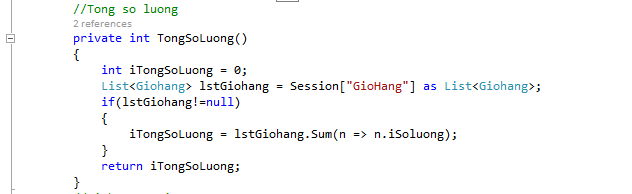 //Tong so luong
2 references
private int TongSoLuong()
{
int iTongSoLuong = 0;
List<Giohang> lstGiohang = Session["GioHang"] as List<Giohang>;
if(lstGiohang!=null)
{
iTongSoLuong = lstGiohang.Sum(n => n.iSoluong);
}
return iTongSoLuong;
}